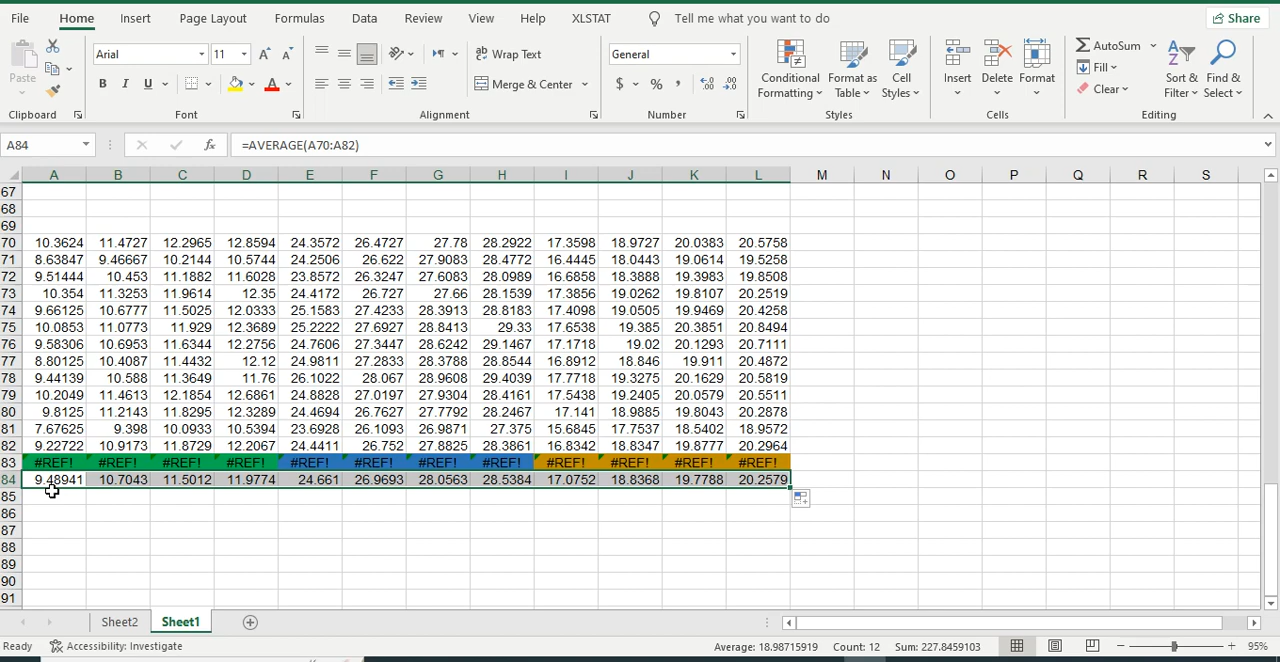 File Home Insert Page Layout Formulas Data Review View Help XLSTAT Tell me what you want to do Share
Arial 11 Wrap Text General AutoSum
Paste B I U Merge & Center $ % Conditional Formatting Format as Table Cell Styles Insert Delete Format Fill Clear Sort & Filter Find & Select
Clipboard Font Alignment Number Styles Cells Editing
A84 fx =AVERAGE(A70:A82)
A B C D E F G H I J K L M N O P Q R S
67
68
69
70 10.3624 11.4727 12.2965 12.8594 24.3572 26.4727 27.78 28.2922 17.3598 18.9727 20.0383 20.5758
71 8.63847 9.46667 10.2144 10.5744 24.2506 26.622 27.9083 28.4772 16.4445 18.0443 19.0614 19.5258
72 9.51444 10.453 11.1882 11.6028 23.8572 26.3247 27.6083 28.0989 16.6858 18.3888 19.3983 19.8508
73 10.354 11.3253 11.9614 12.35 24.4172 26.727 27.66 28.1539 17.3856 19.0262 19.8107 20.2519
74 9.66125 10.6777 11.5025 12.0333 25.1583 27.4233 28.3913 28.8183 17.4098 19.0505 19.9469 20.4258
75 10.0853 11.0773 11.929 12.3689 25.2222 27.6927 28.8413 29.33 17.6538 19.385 20.3851 20.8494
76 9.58306 10.6953 11.6344 12.2756 24.7606 27.3447 28.6242 29.1467 17.1718 19.02 20.1293 20.7111
77 8.80125 10.4087 11.4432 12.12 24.9811 27.2833 28.3788 28.8544 16.8912 18.846 19.911 20.4872
78 9.44139 10.588 11.3649 11.76 26.1022 28.067 28.9608 29.4039 17.7718 19.3275 20.1629 20.5819
79 10.2049 11.4613 12.1854 12.6861 24.8828 27.0197 27.9304 28.4161 17.5438 19.2405 20.0579 20.5511
80 9.8125 11.2143 11.8295 12.3289 24.4694 26.7627 27.7792 28.2467 17.141 18.9885 19.8043 20.2878
81 7.67625 9.398 10.0933 10.5394 23.6928 26.1093 26.9871 27.375 15.6845 17.7537 18.5402 18.9572
82 9.22722 10.9173 11.8729 12.2067 24.4411 26.752 27.8825 28.3861 16.8342 18.8347 19.8777 20.2964
83 #REF! #REF! #REF! #REF! #REF! #REF! #REF! #REF! #REF! #REF! #REF! #REF!
84 9.48941 10.7043 11.5012 11.9774 24.661 26.9693 28.0563 28.5384 17.0752 18.8368 19.7788 20.2579
85
86
87
88
89
90
91
Sheet2 Sheet1
Ready Accessibility: Investigate Average: 18.98715919 Count: 12 Sum: 227.8459103 95%